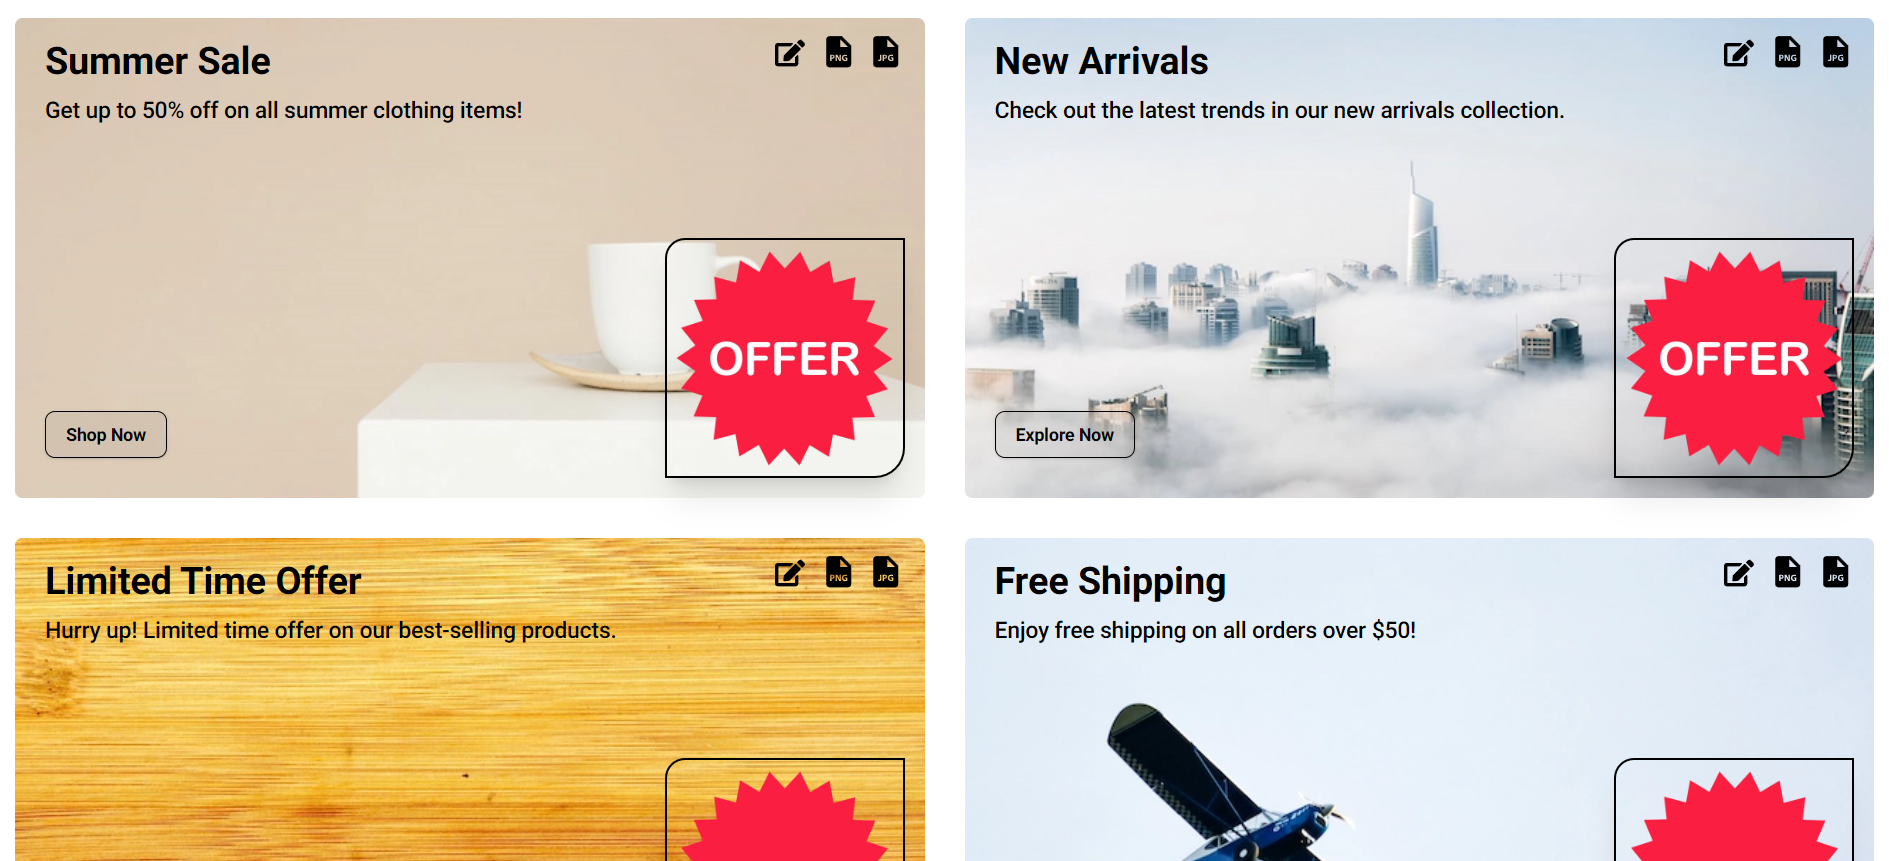 Summer Sale
PNG
JPG
Get up to 50% off on all summer clothing items!
OFFER
Shop Now
New Arrivals
PNG
JPG
Check out the latest trends in our new arrivals collection.
OFFER
Explore Now
Limited Time Offer
PNG
JPG
Hurry up! Limited time offer on our best-selling products.
Free Shipping
PNG
JPG
Enjoy free shipping on all orders over $50!